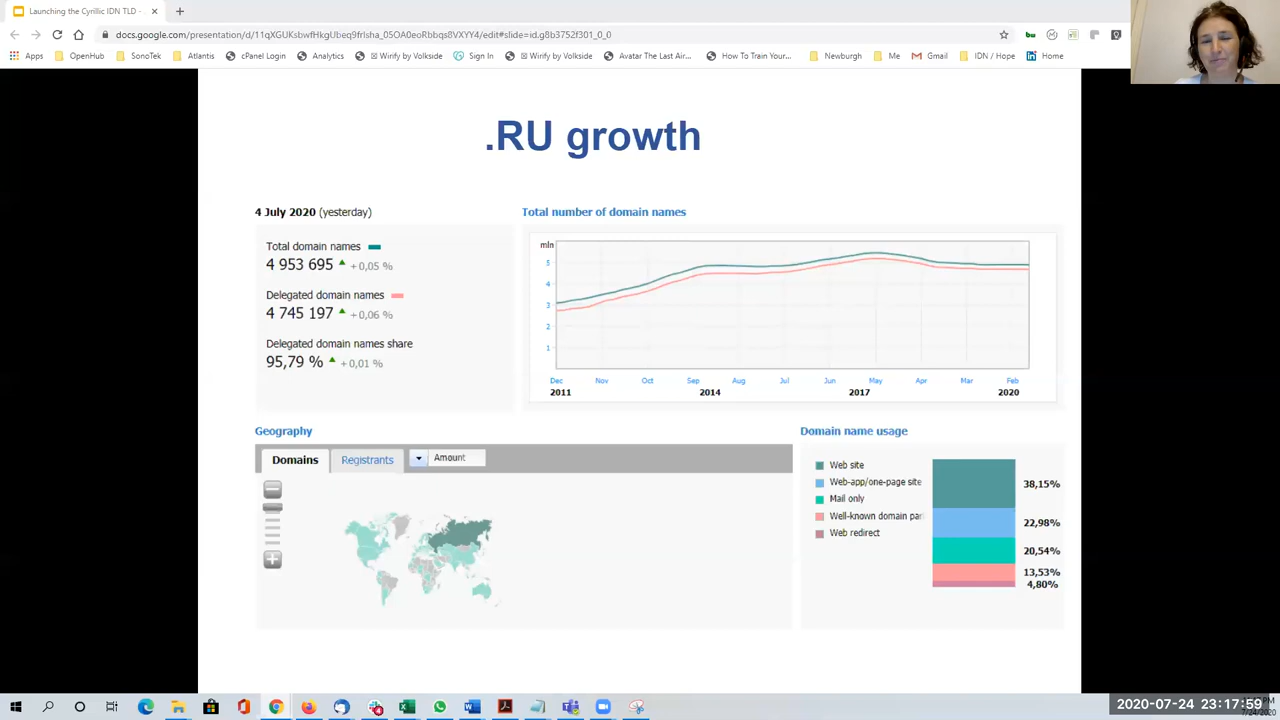 Launching the Cyrillic IDN TLD -
docs.google.com/presentation/d/11qXGUKsbwfHkgUbeq9fri3ea_05OA0eoRbbqs8VXYY4/edit#slide=id.g8b3752f301_0_0
Apps OpenHub SonoTek Atlantis cPanel Login Analytics Wirify by Volkside Sign In Wirify by Volkside Avatar The Last Air... How To Train Your... Newburgh Me Gmail IDN / Hope Home
.RU growth
4 July 2020 (yesterday)
Total domain names
4 953 695 +0,05 %
Delegated domain names
4 745 197 +0,06 %
Delegated domain names share
95,79 % +0,01 %
Total number of domain names
mln
5
4
3
2
1
Dec Nov Oct Sep Aug Jul Jun May Apr Mar Feb
2011 2014 2017 2020
Geography
Domains Registrants Amount
Domain name usage
Web site
Web-app/one-page site
Mail only
Well-known domain par
Web redirect
38,15%
22,98%
20,54%
13,53%
4,80%
2020-07-24 23:17:59
7/24/2020